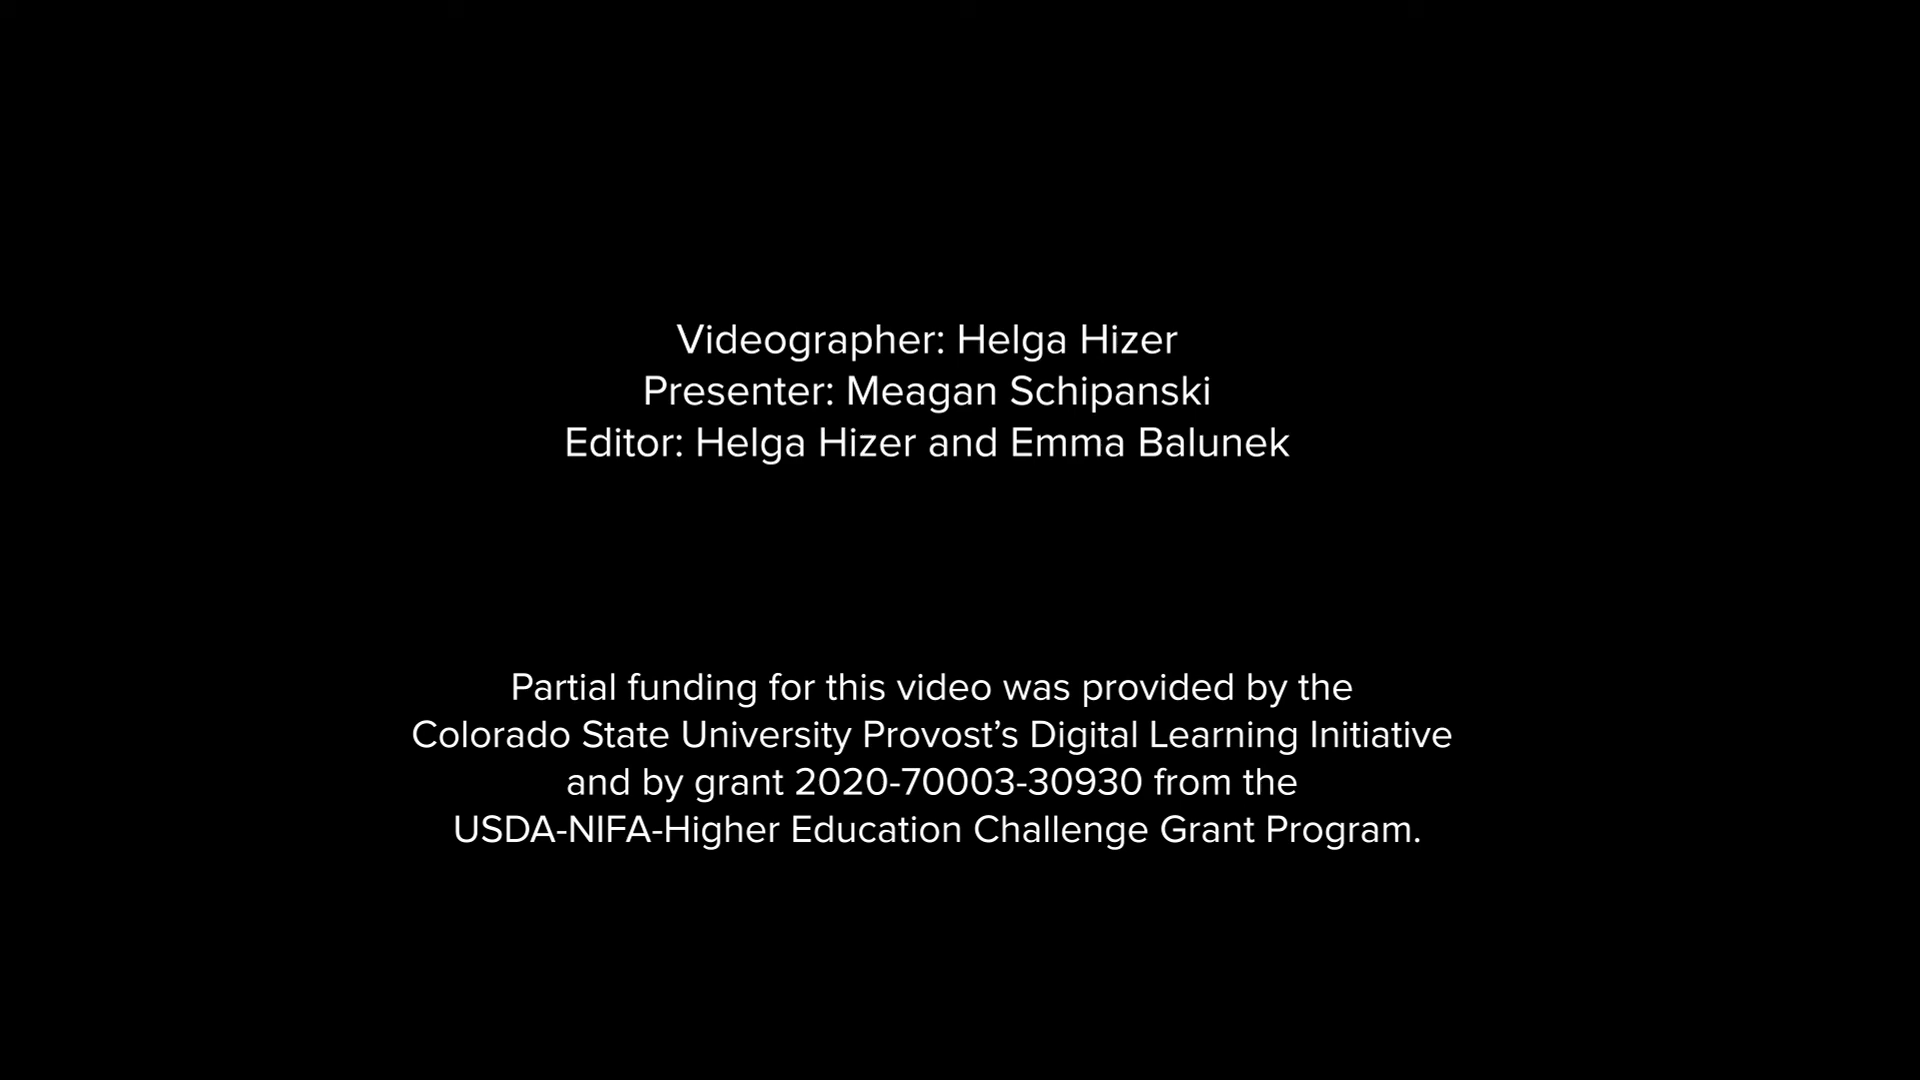 Videographer: Helga Hizer
Presenter: Meagan Schipanski
Editor: Helga Hizer and Emma Balunek
Partial funding for this video was provided by the
Colorado State University Provost’s Digital Learning Initiative
and by grant 2020-70003-30930 from the
USDA-NIFA-Higher Education Challenge Grant Program.